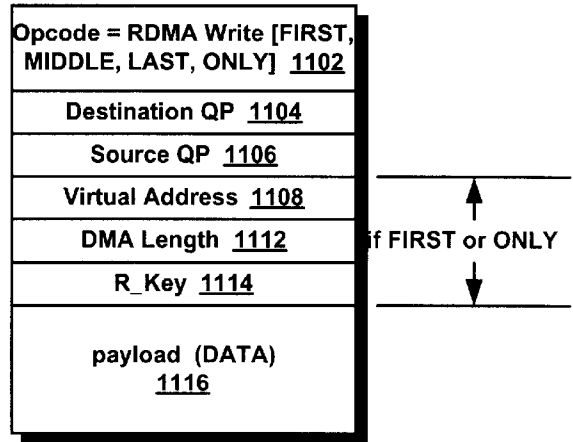 Opcode = RDMA Write [FIRST,
MIDDLE, LAST, ONLY] 1102
Destination QP 1104
Source QP 1106
Virtual Address 1108
DMA Length 1112
if FIRST or ONLY
R_Key 1114
payload (DATA)
1116